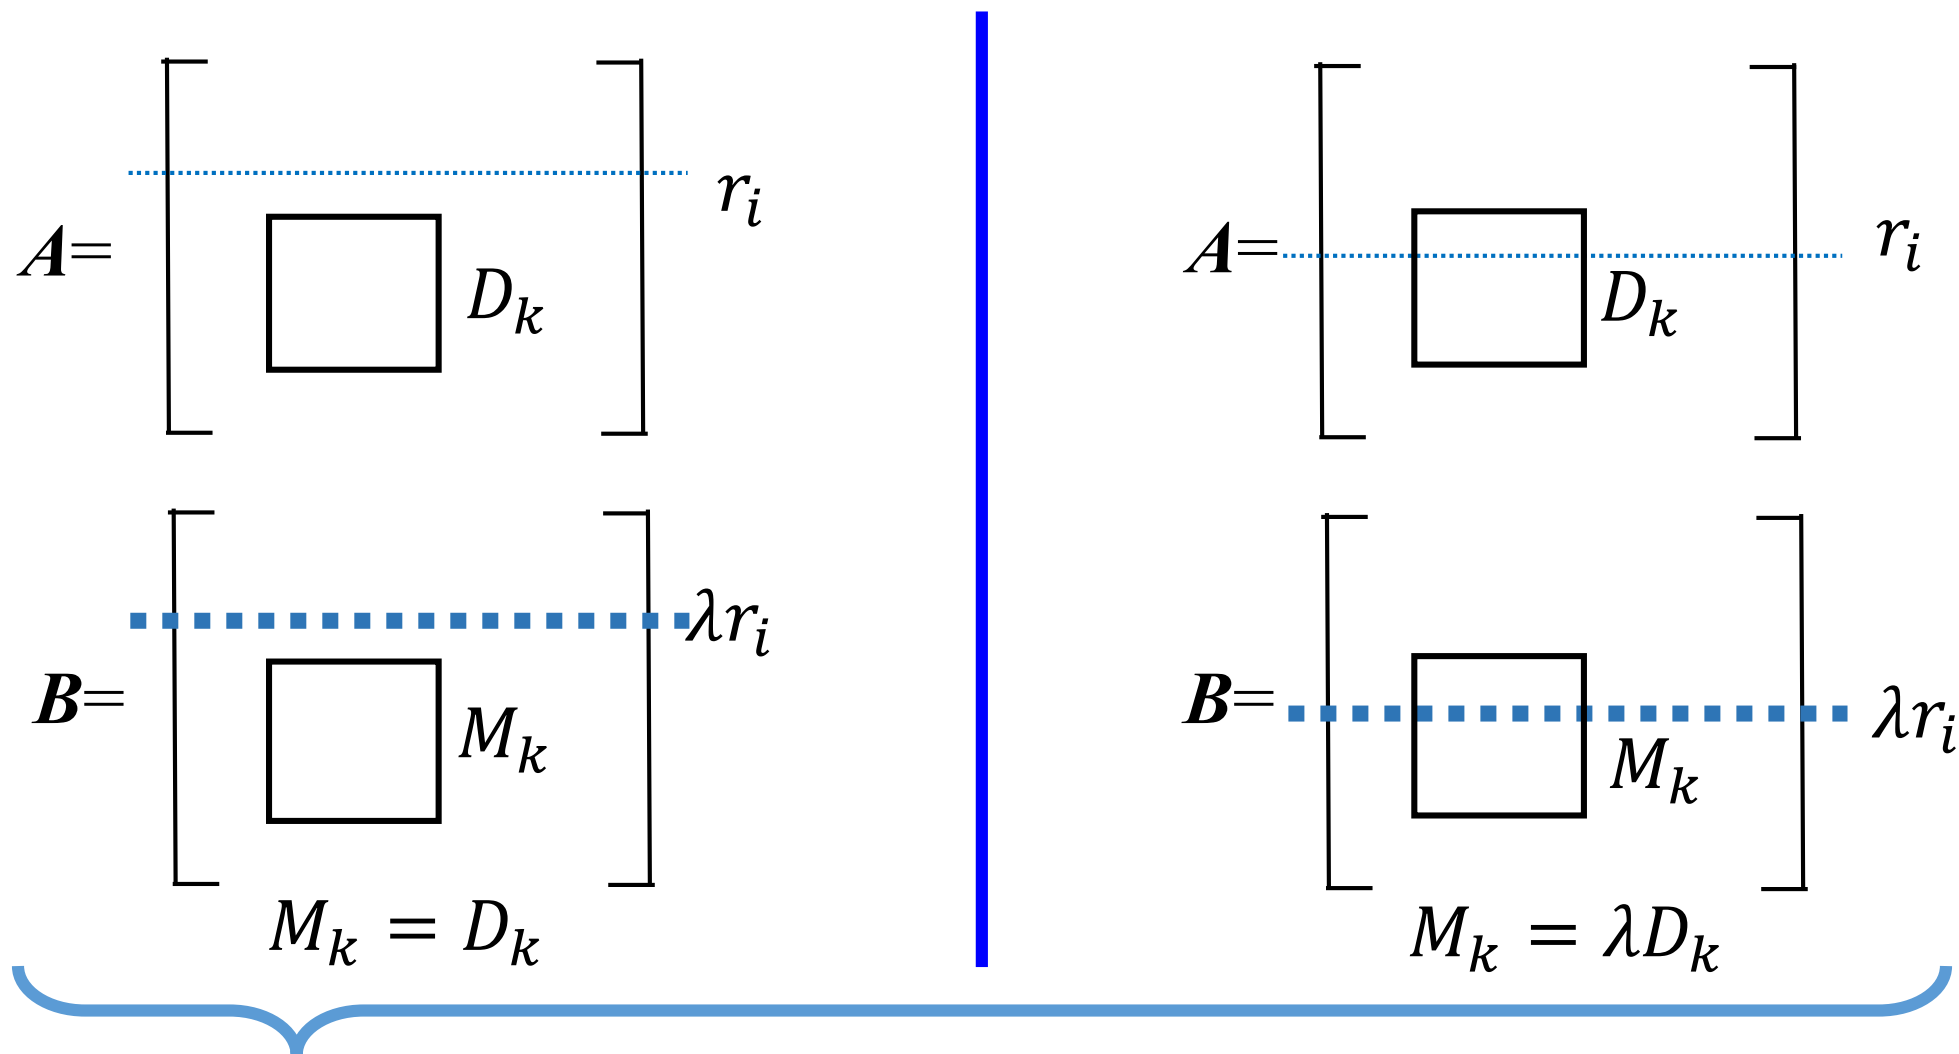 A=
r_i
D_k
B=
λr_i
M_k
M_k = D_k
A=
r_i
D_k
B=
λr_i
M_k
M_k = λD_k